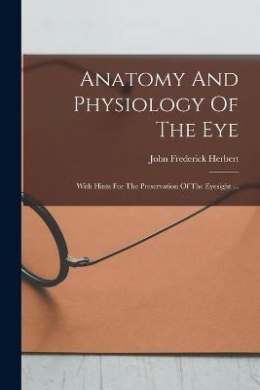 Anatomy And
Physiology Of
The Eye
John Frederick Herbert
With Hints For The Preservation Of The Eyesight ...